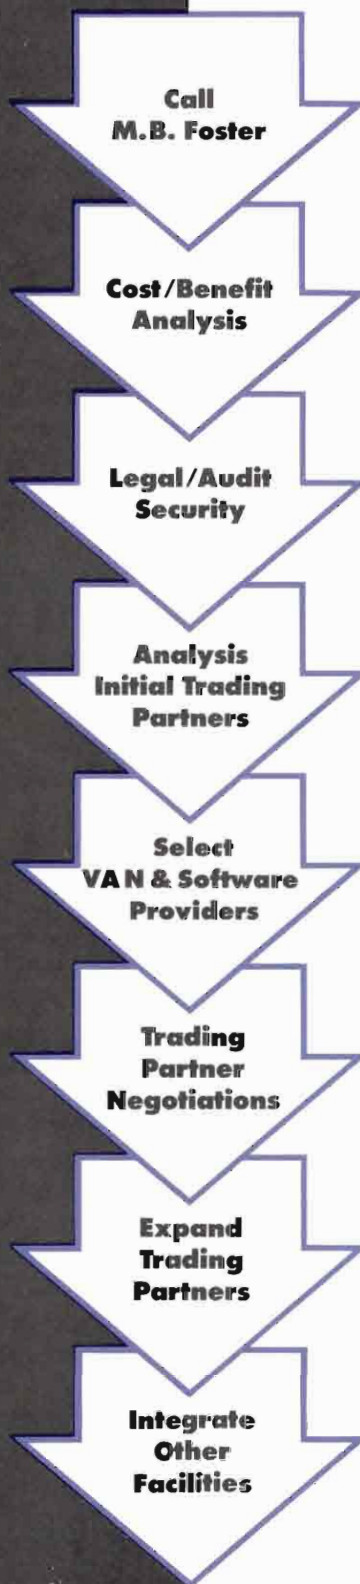 Call
M.B. Foster
Cost/Benefit
Analysis
Legal/Audit
Security
Analysis
Initial Trading
Partners
Select
VAN & Software
Providers
Trading
Partner
Negotiations
Expand
Trading
Partners
Integrate
Other
Facilities